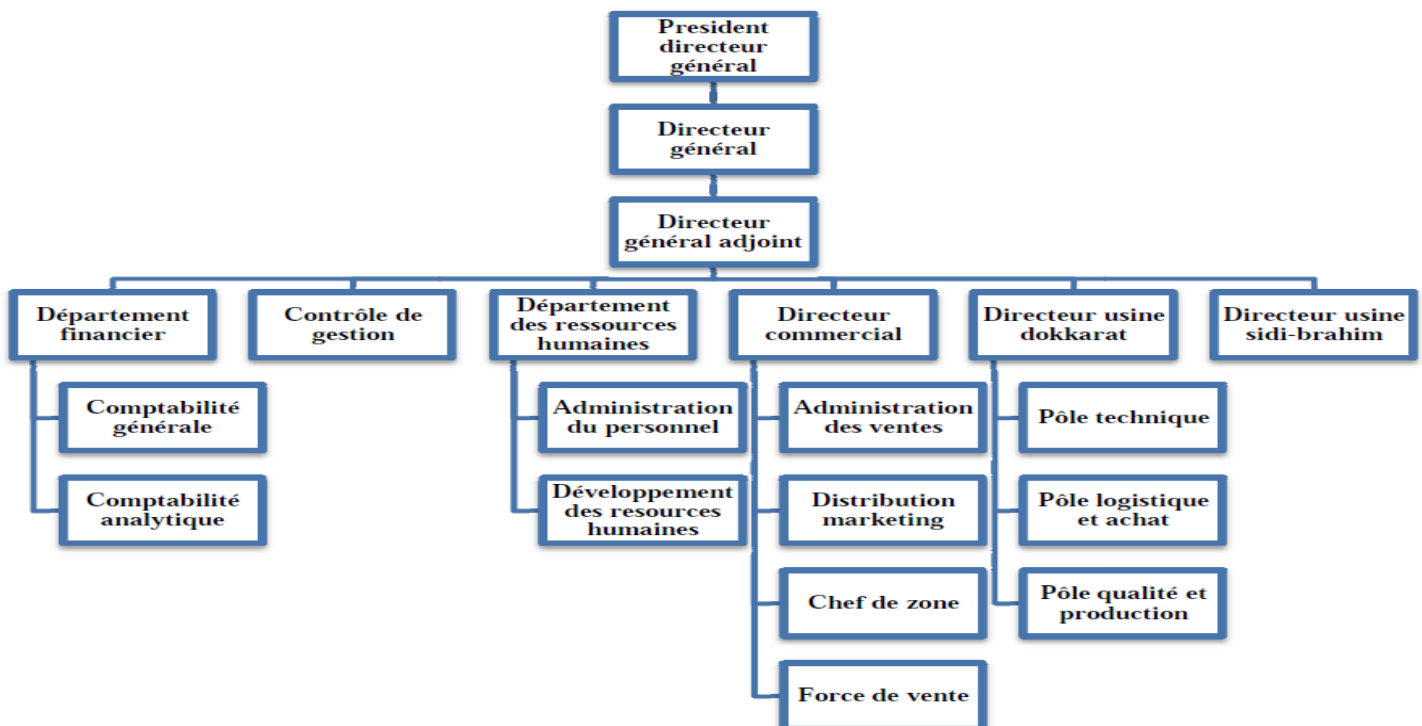 President
directeur
général
Directeur
général
Directeur
général adjoint
Département
financier
Contrôle de
gestion
Département
des ressources
humaines
Directeur
commercial
Directeur usine
dokkarat
Directeur usine
sidi-brahim
Comptabilité
générale
Comptabilité
analytique
Administration
du personnel
Développement
des resources
humaines
Administration
des ventes
Distribution
marketing
Chef de zone
Force de vente
Pôle technique
Pôle logistique
et achat
Pôle qualité et
production